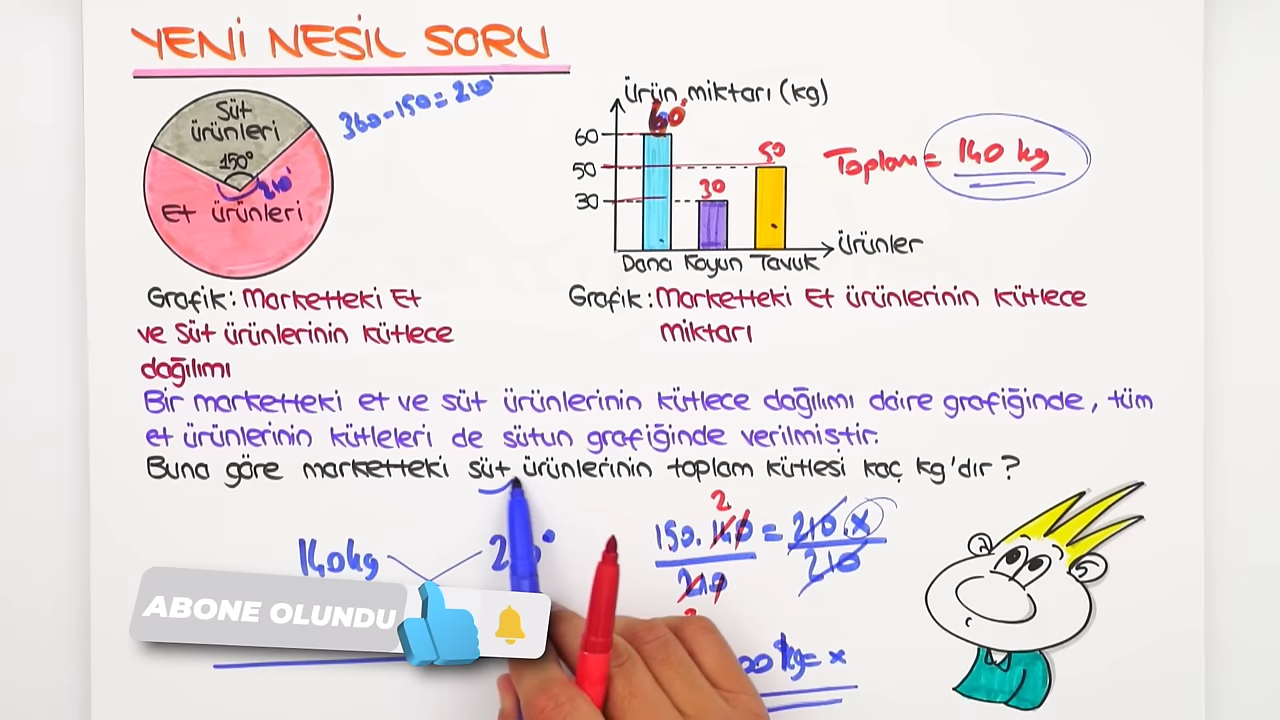 YENİ NESİL SORU
Süt
ürünleri
150°
210°
Et ürünleri
360-150=210°
Ürün miktarı (kg)
60
60
50
50
30
30
Dana Koyun Tavuk
Ürünler
Toplam = 140 kg
Grafik: Marketteki Et
ve Süt ürünlerinin kütlece
dağılımı
Grafik: Marketteki Et ürünlerinin kütlece
miktarı
Bir marketteki et ve süt ürünlerinin kütlece dağılımı daire grafiğinde, tüm
et ürünlerinin kütleleri de sütun grafiğinde verilmiştir.
Buna göre marketteki süt ürünlerinin toplam kütlesi kaç kg'dır ?
140kg
2
150. 140 = 210.x
210 210
kg= x
ABONE OLUNDU